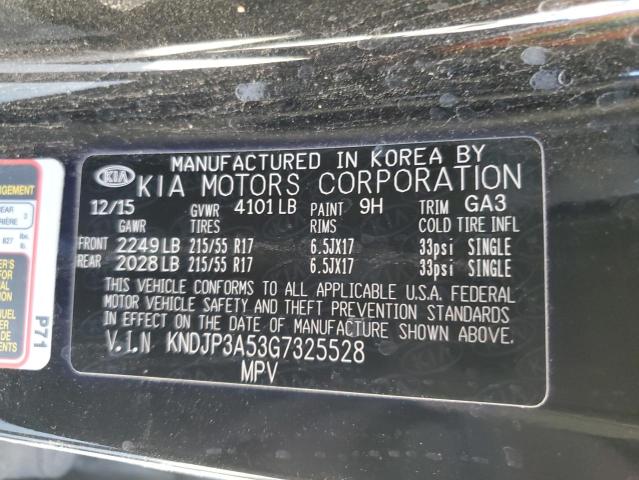 MANUFACTURED IN KOREA BY
KIA KIA MOTORS CORPORATION
12/15 GVWR 4101 LB PAINT 9H TRIM GA3
GAWR TIRES RIMS COLD TIRE INFL
FRONT 2249 LB 215/55 R17 6.5JX17 33psi SINGLE
REAR 2028 LB 215/55 R17 6.5JX17 33psi SINGLE
THIS VEHICLE CONFORMS TO ALL APPLICABLE U.S.A. FEDERAL
MOTOR VEHICLE SAFETY AND THEFT PREVENTION STANDARDS
IN EFFECT ON THE DATE OF MANUFACTURE SHOWN ABOVE.
V.I.N KNDJP3A53G7325528
MPV
827
P71